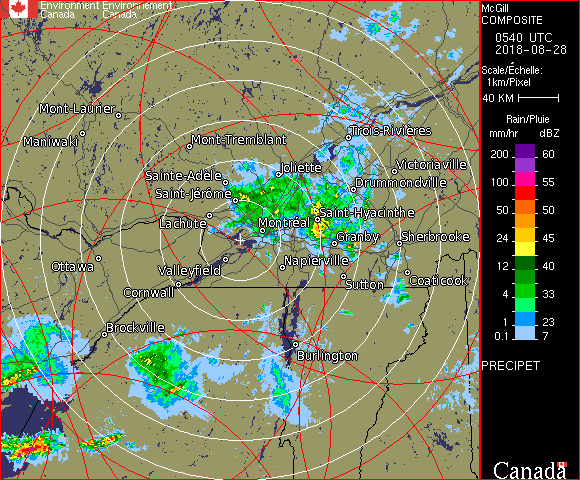 Environment Environnement
Canada Canada
McGill
COMPOSITE
0540 UTC
2018-08-28
Scale/Échelle:
1km/Pixel
40 KM
Rain/Pluie
mm/hr dBZ
200 60
100 55
50 50
24 45
12 40
4 33
1 23
0.1 7
PRECIPET
Canada
Mont-Laurier
Maniwaki
Mont-Tremblant
Trois-Rivières
Sainte-Adèle
Joliette
Victoriaville
Saint-Jérôme
Drummondville
Lachute
Montréal
Saint-Hyacinthe
Granby
Sherbrooke
Ottawa
Valleyfield
Napierville
Cornwall
Sutton
Coaticook
Brockville
Burlington